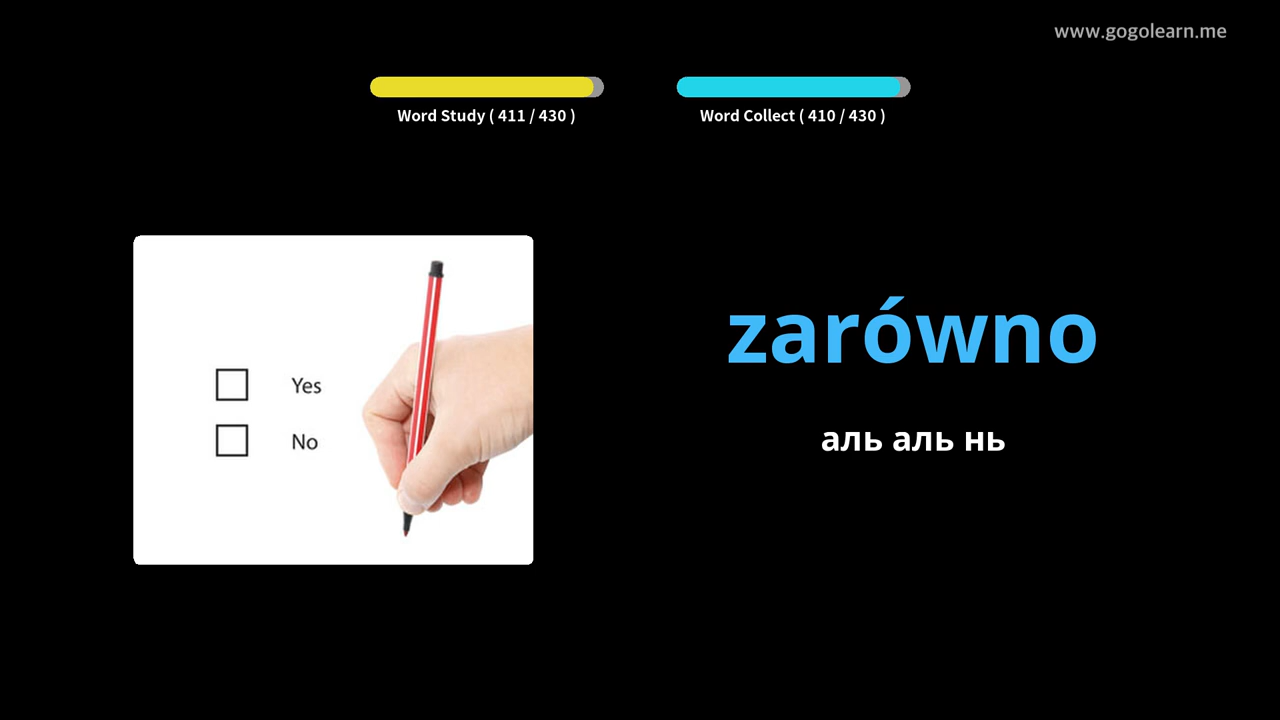 www.gogolearn.me
Word Study ( 411 / 430 )
Word Collect ( 410 / 430 )
Yes
No
zarówno
аль аль нь